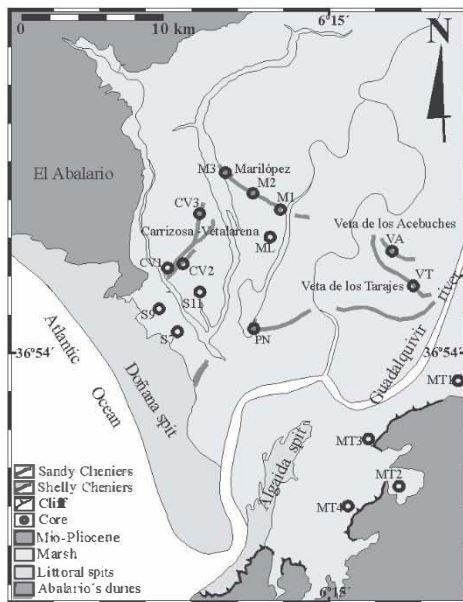 0
10 km
6°15´
N
El Abalario
M3
Marilópez
M2
M1
CV3
Carrizosa -Vetalarena
ML
Veta de los Acebuches
VA
CV1
CV2
VT
Veta de los Tarajes
S11
S9
S7
PN
36°54´
36°54´
Atlantic
Ocean
Doñana spit
Guadalquivir river
MT1
MT3
MT2
MT4
Algaida spit
Sandy Cheniers
Shelly Cheniers
Cliff
Core
Mio-Pliocene
Marsh
Littoral spits
Abalario´s dunes
6°15´